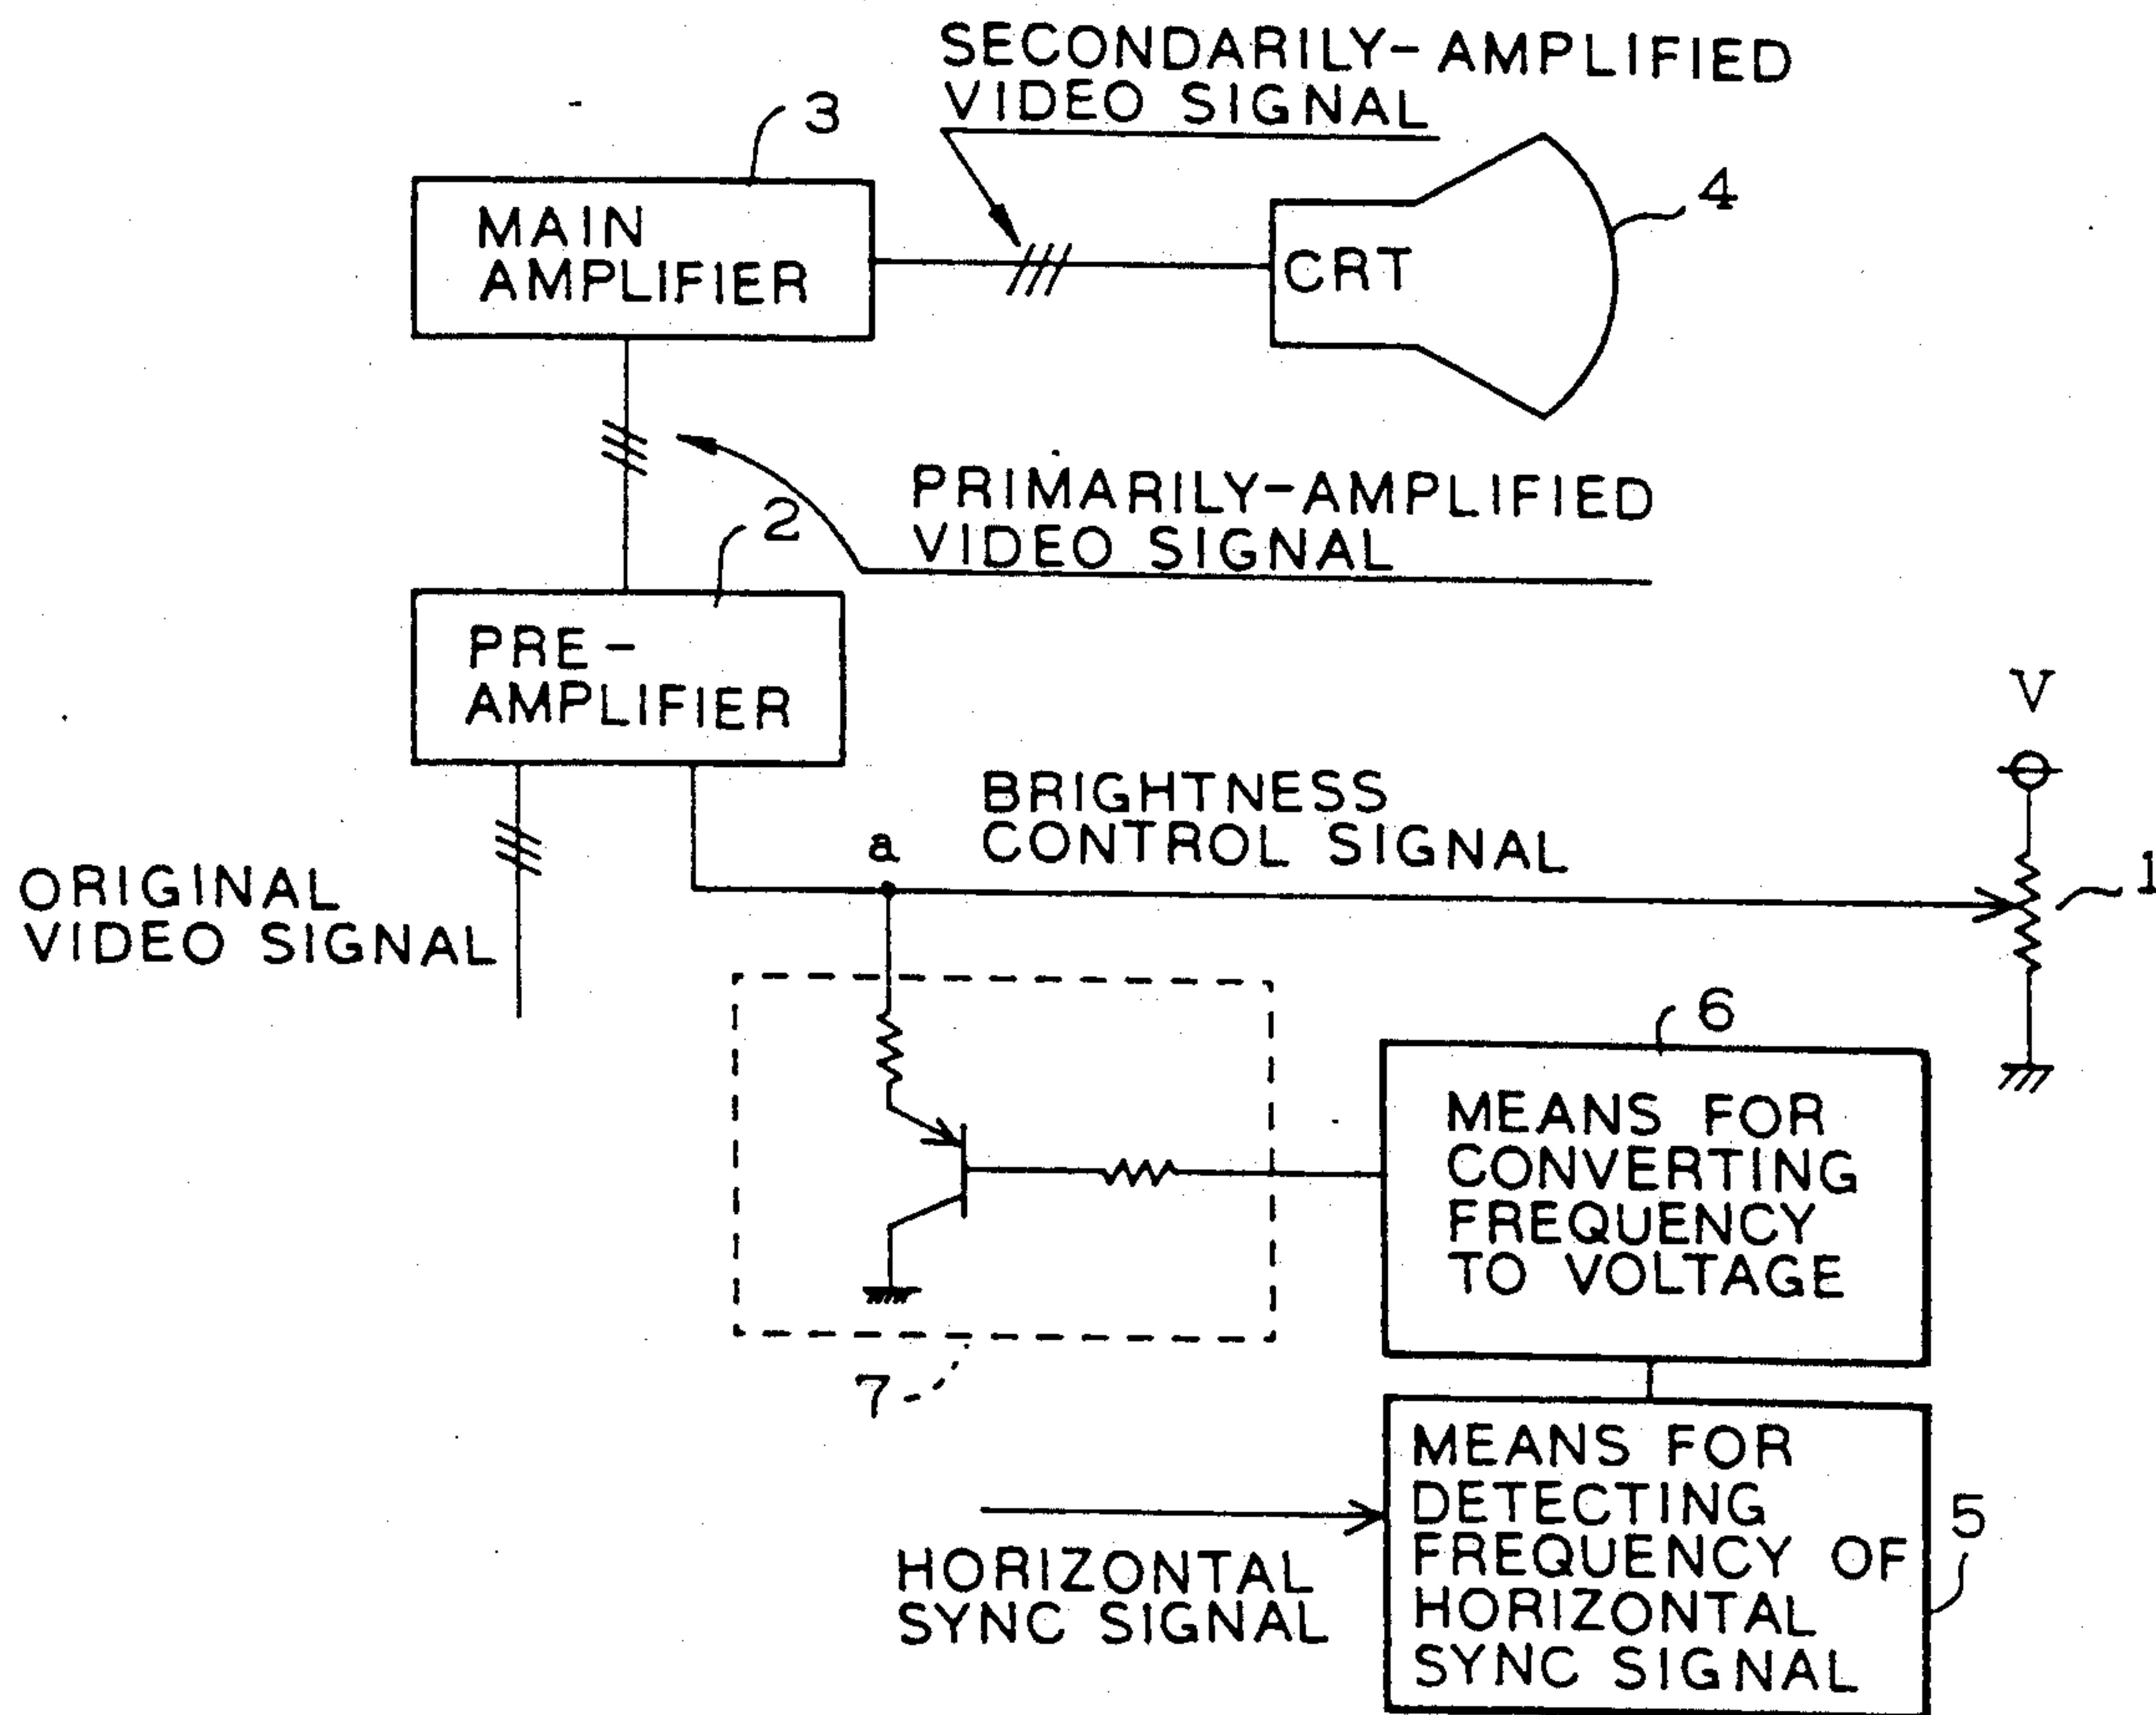 SECONDARILY-AMPLIFIED
VIDEO SIGNAL
3
4
MAIN
AMPLIFIER
CRT
PRIMARILY-AMPLIFIED
VIDEO SIGNAL
2
PRE-
AMPLIFIER
V
BRIGHTNESS
CONTROL SIGNAL
a
1
ORIGINAL
VIDEO SIGNAL
6
MEANS FOR
CONVERTING
FREQUENCY
TO VOLTAGE
7
MEANS FOR
DETECTING
FREQUENCY OF
HORIZONTAL
SYNC SIGNAL
5
HORIZONTAL
SYNC SIGNAL